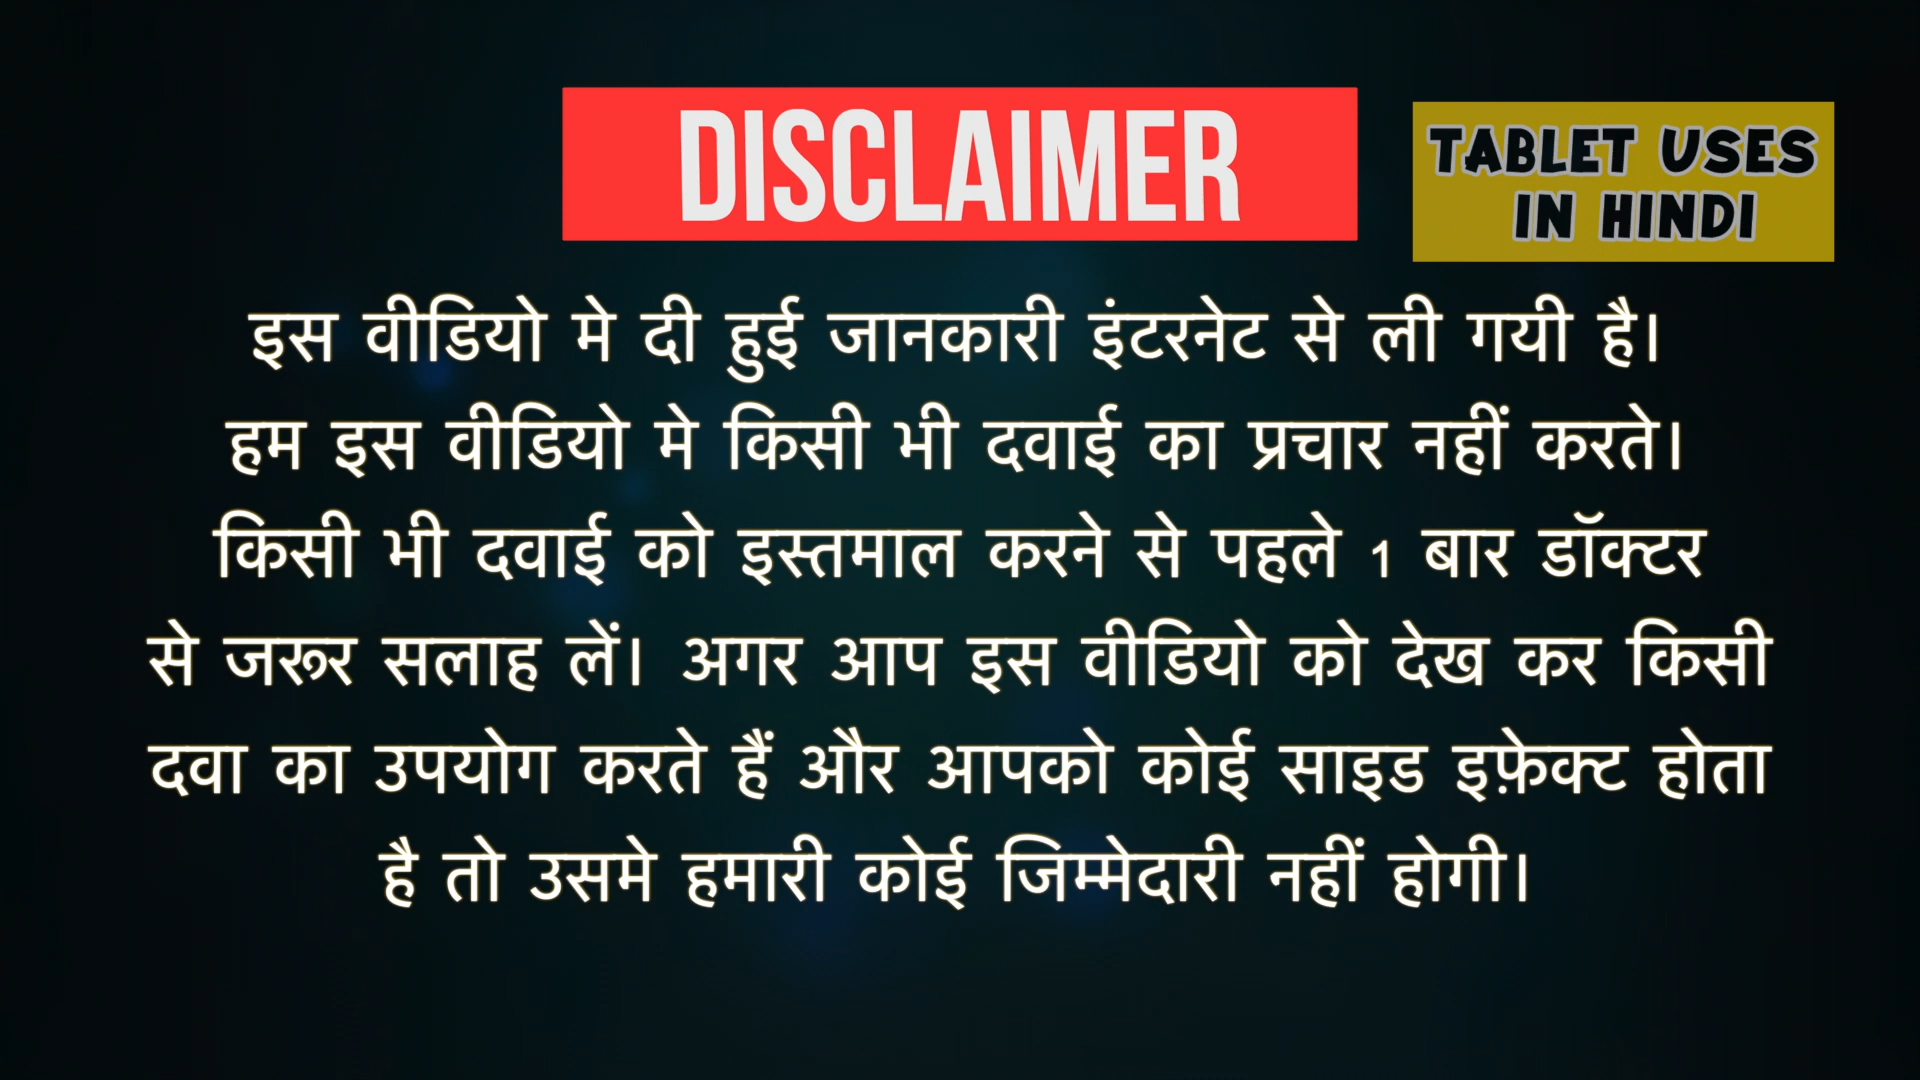 DISCLAIMER
TABLET USES
IN HINDI
इस वीडियो मे दी हुई जानकारी इंटरनेट से ली गयी है।
हम इस वीडियो मे किसी भी दवाई का प्रचार नहीं करते।
किसी भी दवाई को इस्तमाल करने से पहले 1 बार डॉक्टर
से जरूर सलाह लें। अगर आप इस वीडियो को देख कर किसी
दवा का उपयोग करते हैं और आपको कोई साइड इफ़ेक्ट होता
है तो उसमे हमारी कोई जिम्मेदारी नहीं होगी।